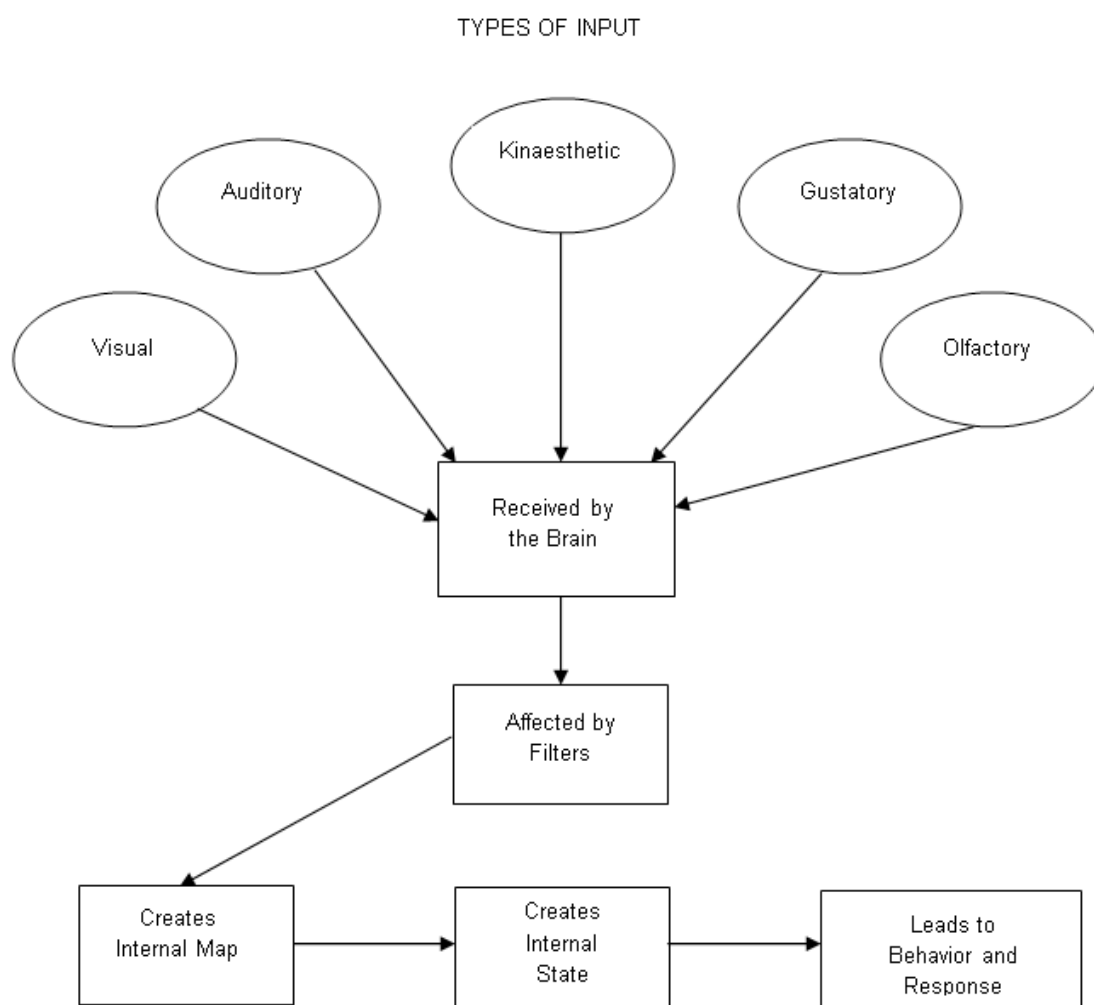 TYPES OF INPUT
Kinaesthetic
Auditory
Gustatory
Visual
Olfactory
Received by
the Brain
Affected by
Filters
Creates
Internal Map
Creates
Internal
State
Leads to
Behavior and
Response